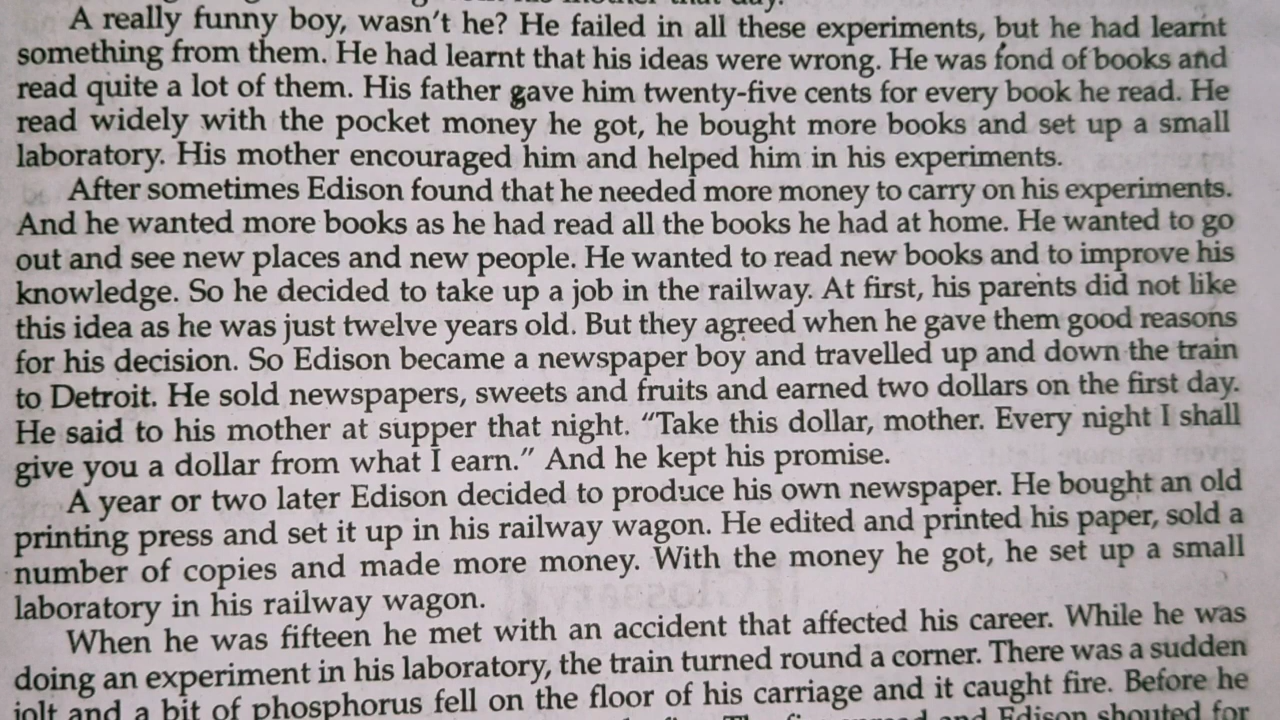 mother that day.
A really funny boy, wasn't he? He failed in all these experiments, but he had learnt
something from them. He had learnt that his ideas were wrong. He was fond of books and
read quite a lot of them. His father gave him twenty-five cents for every book he read. He
read widely with the pocket money he got, he bought more books and set up a small
laboratory. His mother encouraged him and helped him in his experiments.
After sometimes Edison found that he needed more money to carry on his experiments.
And he wanted more books as he had read all the books he had at home. He wanted to go
out and see new places and new people. He wanted to read new books and to improve his
knowledge. So he decided to take up a job in the railway. At first, his parents did not like
this idea as he was just twelve years old. But they agreed when he gave them good reasons
for his decision. So Edison became a newspaper boy and travelled up and down the train
to Detroit. He sold newspapers, sweets and fruits and earned two dollars on the first day.
He said to his mother at supper that night. "Take this dollar, mother. Every night I shall
give you a dollar from what I earn." And he kept his promise.
A year or two later Edison decided to produce his own newspaper. He bought an old
printing press and set it up in his railway wagon. He edited and printed his paper, sold a
number of copies and made more money. With the money he got, he set up a small
laboratory in his railway wagon.
When he was fifteen he met with an accident that affected his career. While he was
doing an experiment in his laboratory, the train turned round a corner. There was a sudden
jolt and a bit of phosphorus fell on the floor of his carriage and it caught fire. Before he
and Edison shouted for